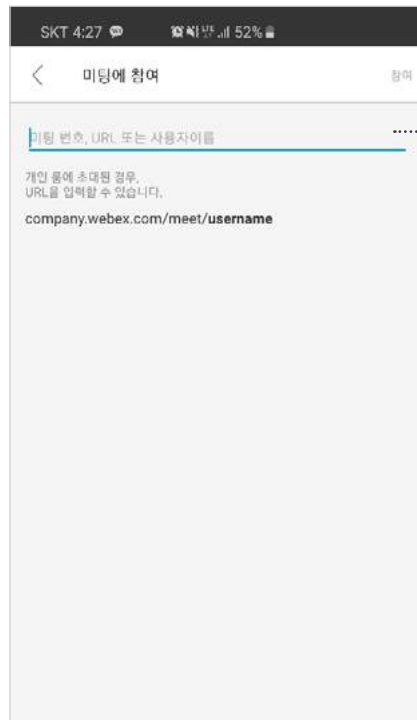 SKT 4:27 52%
미팅에 참여
참여
미팅 번호, URL 또는 사용자이름
개인 룸에 초대된 경우,
URL을 입력할 수 있습니다.
company.webex.com/meet/username